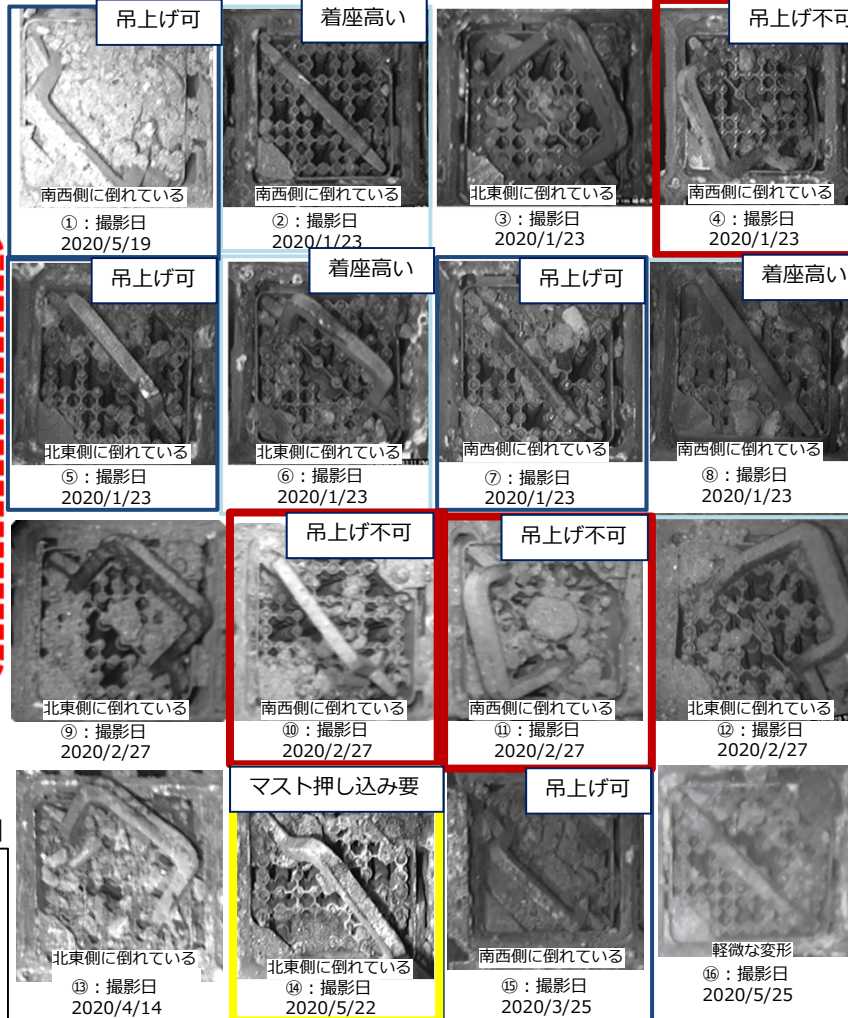 吊上げ可
着座高い
吊上げ不可
南西側に倒れている
南西側に倒れている
北東側に倒れている
南西側に倒れている
①：撮影日
2020/5/19
②：撮影日
2020/1/23
③：撮影日
2020/1/23
④：撮影日
2020/1/23
吊上げ可
着座高い
吊上げ可
着座高い
北東側に倒れている
北東側に倒れている
南西側に倒れている
南西側に倒れている
⑤：撮影日
2020/1/23
⑥：撮影日
2020/1/23
⑦：撮影日
2020/1/23
⑧：撮影日
2020/1/23
吊上げ不可
吊上げ不可
北東側に倒れている
南西側に倒れている
南西側に倒れている
北東側に倒れている
⑨：撮影日
2020/2/27
⑩：撮影日
2020/2/27
⑪：撮影日
2020/2/27
⑫：撮影日
2020/2/27
マスト押し込み要
吊上げ可
北東側に倒れている
北東側に倒れている
南西側に倒れている
軽微な変形
⑬：撮影日
2020/4/14
⑭：撮影日
2020/5/22
⑮：撮影日
2020/3/25
⑯：撮影日
2020/5/25